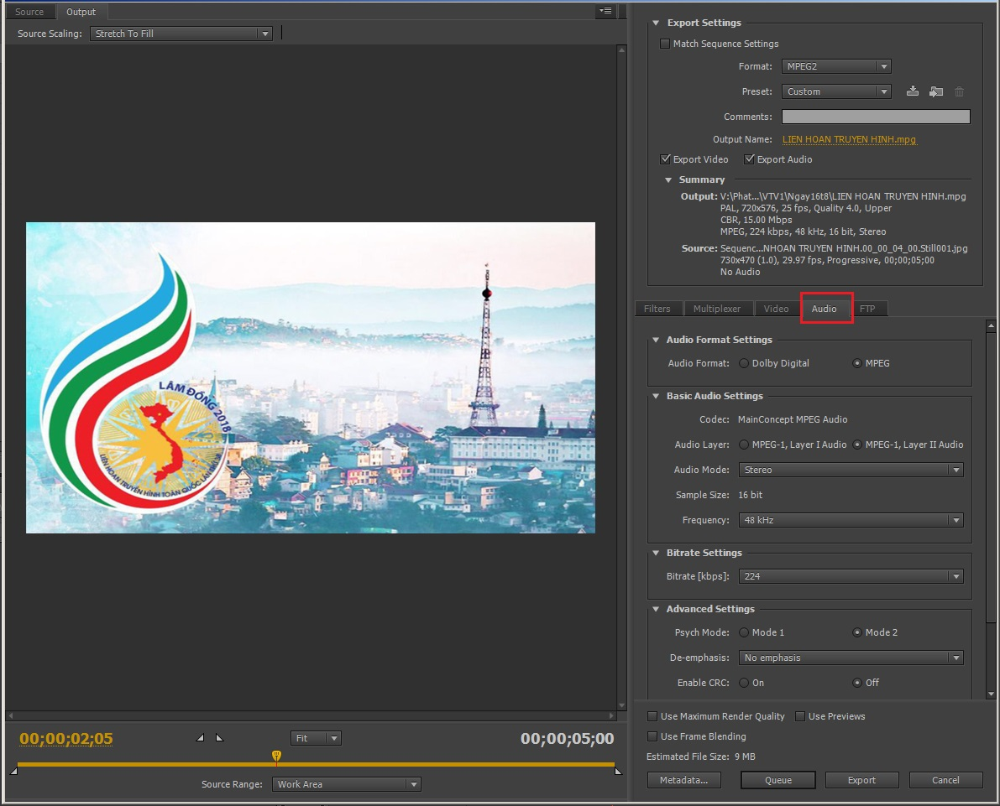 Source Output
Source Scaling: Stretch To Fill
LÂM ĐỒNG 2018
LIÊN HOAN TRUYỀN HÌNH TOÀN QUỐC LẦN
00;00;02;05
Fit
00;00;05;00
Source Range: Work Area
Export Settings
Match Sequence Settings
Format: MPEG2
Preset: Custom
Comments:
Output Name: LIEN HOAN TRUYEN HINH.mpg
Export Video Export Audio
Summary
Output: V:\Phat...\VTV1\Ngay16t8\LIEN HOAN TRUYEN HINH.mpg
PAL, 720x576, 25 fps, Quality 4.0, Upper
CBR, 15.00 Mbps
MPEG, 224 kbps, 48 kHz, 16 bit, Stereo
Source: Sequenc...NHOAN TRUYEN HINH.00_00_04_00.Still001.jpg
730x470 (1.0), 29.97 fps, Progressive, 00;00;05;00
No Audio
Filters Multiplexer Video Audio FTP
Audio Format Settings
Audio Format: Dolby Digital MPEG
Basic Audio Settings
Codec: MainConcept MPEG Audio
Audio Layer: MPEG-1, Layer I Audio MPEG-1, Layer II Audio
Audio Mode: Stereo
Sample Size: 16 bit
Frequency: 48 kHz
Bitrate Settings
Bitrate [kbps]: 224
Advanced Settings
Psych Mode: Mode 1 Mode 2
De-emphasis: No emphasis
Enable CRC: On Off
Use Maximum Render Quality Use Previews
Use Frame Blending
Estimated File Size: 9 MB
Metadata... Queue Export Cancel